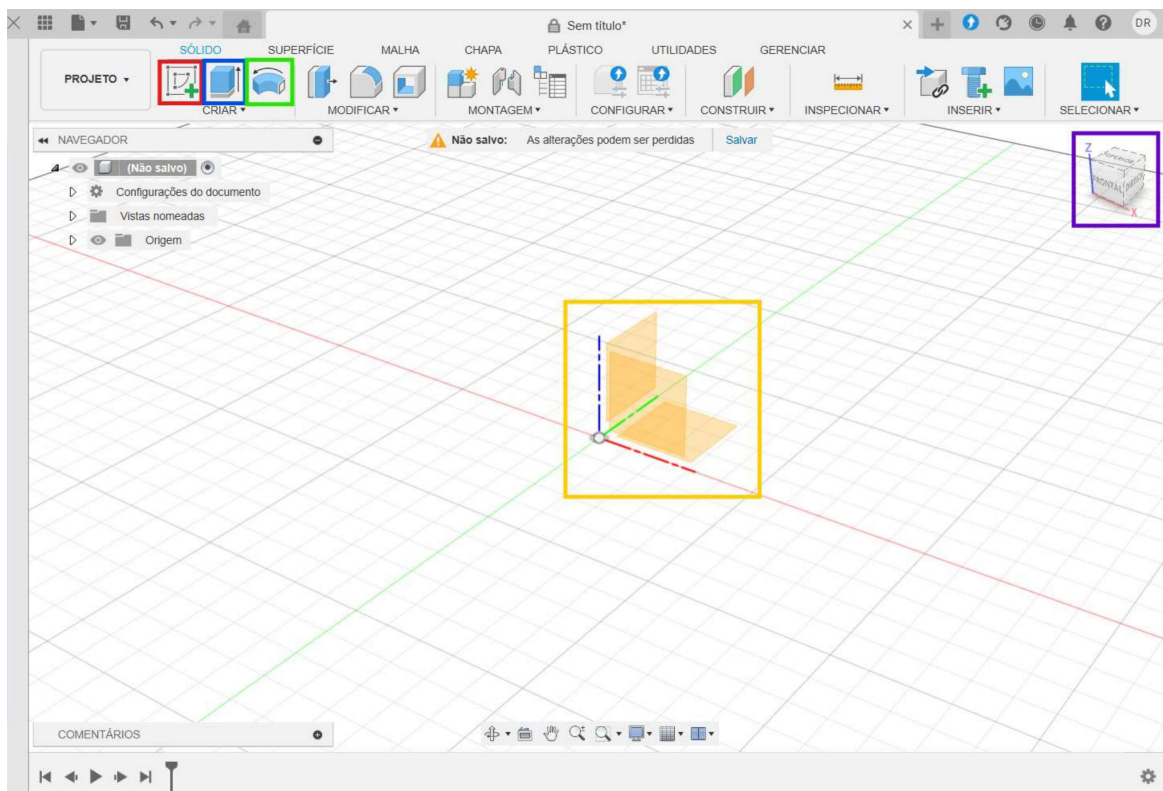 Sem título*
DR
SÓLIDO SUPERFÍCIE MALHA CHAPA PLÁSTICO UTILIDADES GERENCIAR
PROJETO
CRIAR MODIFICAR MONTAGEM CONFIGURAR CONSTRUIR INSPECIONAR INSERIR SELECIONAR
NAVEGADOR
Não salvo: As alterações podem ser perdidas Salvar
(Não salvo)
Configurações do documento
Vistas nomeadas
Origem
Z
SUPERIOR
FRONTAL
X
COMENTÁRIOS